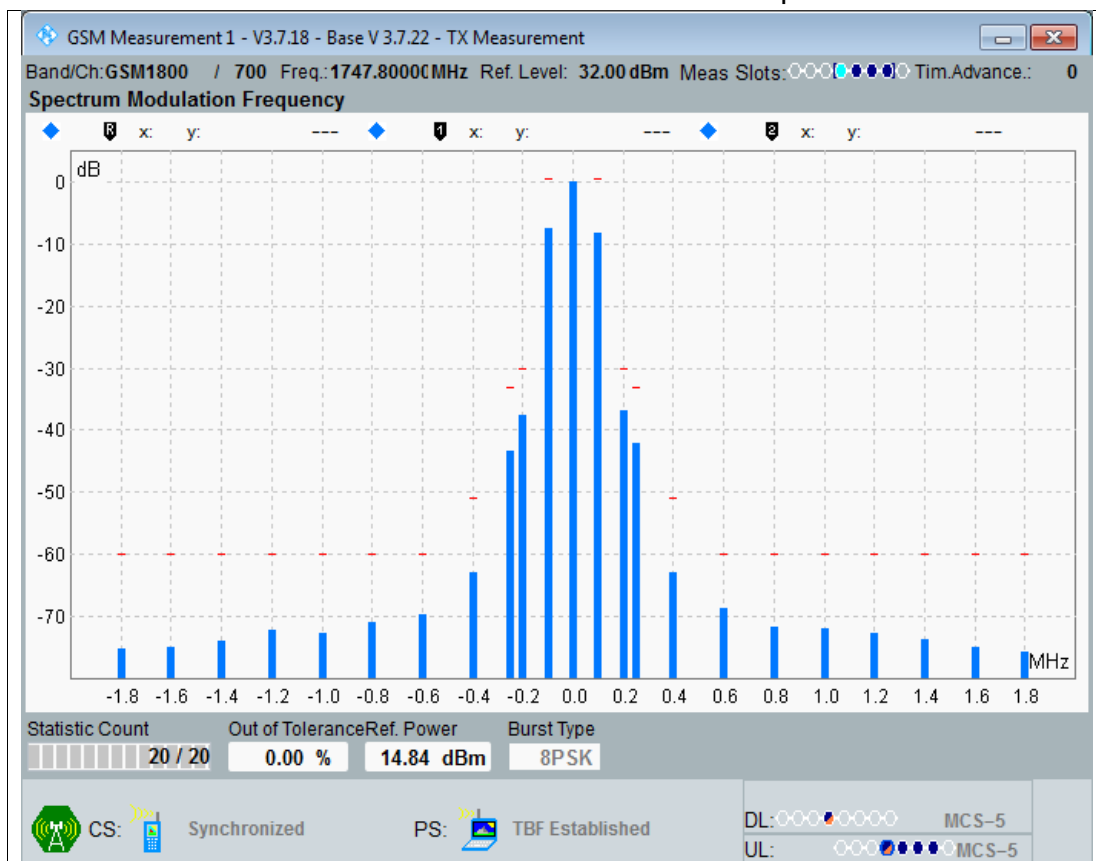 GSM Measurement 1 - V3.7.18 - Base V 3.7.22 - TX Measurement
Band/Ch:GSM1800 / 700 Freq.:1747.80000MHz Ref. Level: 32.00 dBm Meas Slots: Tim.Advance.: 0
Spectrum Modulation Frequency
R x: y: --- 1 x: y: --- 2 x: y: ---
dB
0
-10
-20
-30
-40
-50
-60
-70
MHz
-1.8 -1.6 -1.4 -1.2 -1.0 -0.8 -0.6 -0.4 -0.2 0.0 0.2 0.4 0.6 0.8 1.0 1.2 1.4 1.6 1.8
Statistic Count Out of Tolerance Ref. Power Burst Type
20 / 20 0.00 % 14.84 dBm 8PSK
CS: Synchronized PS: TBF Established
DL: MCS-5
UL: MCS-5